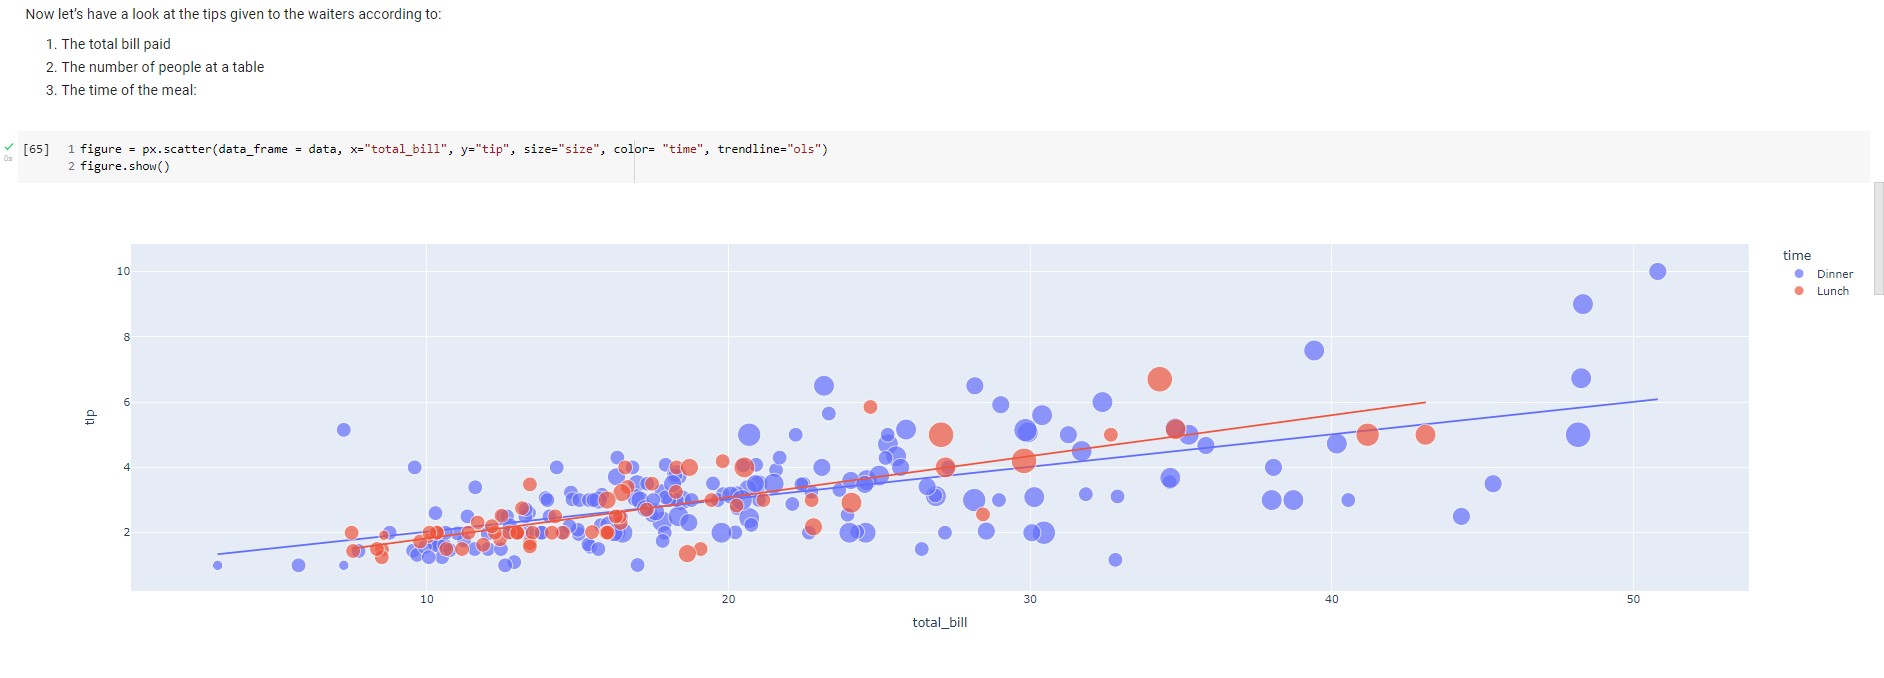 Now let's have a look at the tips given to the waiters according to:
1. The total bill paid
2. The number of people at a table
3. The time of the meal:
0s
[65]
1 figure = px.scatter(data_frame = data, x="total_bill", y="tip", size="size", color= "time", trendline="ols")
2 figure.show()
time
Dinner
Lunch
10
8
6
4
2
tip
10 20 30 40 50
total_bill